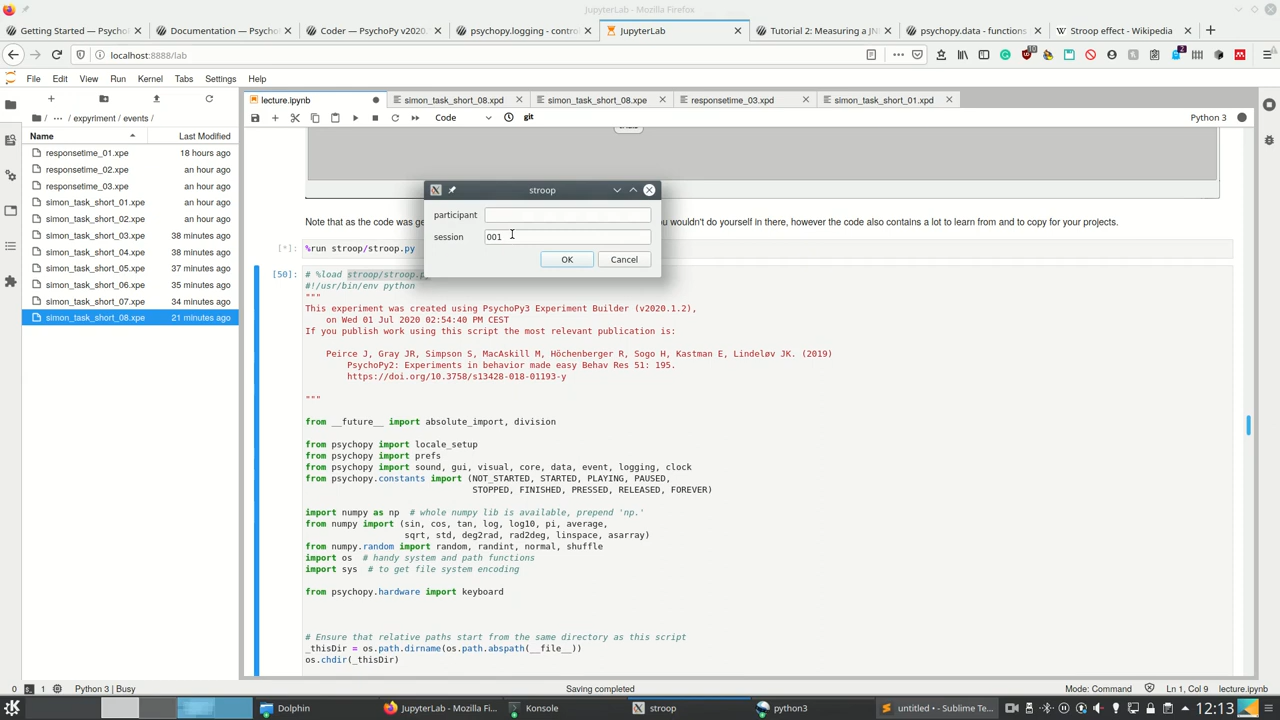 JupyterLab - Mozilla Firefox
Getting Started — PsychoP
Documentation — PsychoP
Coder — PsychoPy v2020.
psychopy.logging - contro
JupyterLab
Tutorial 2: Measuring a JN
psychopy.data - functions
Stroop effect - Wikipedia
localhost:8888/lab
File Edit View Run Kernel Tabs Settings Help
lecture.ipynb
simon_task_short_08.xpd
simon_task_short_08.xpe
responsetime_03.xpd
simon_task_short_01.xpd
/ ··· / expyriment / events /
Code
git
Python 3
Name Last Modified
responsetime_01.xpe 18 hours ago
responsetime_02.xpe an hour ago
responsetime_03.xpe an hour ago
simon_task_short_01.xpe an hour ago
simon_task_short_02.xpe an hour ago
simon_task_short_03.xpe 38 minutes ago
simon_task_short_04.xpe 38 minutes ago
simon_task_short_05.xpe 37 minutes ago
simon_task_short_06.xpe 35 minutes ago
simon_task_short_07.xpe 34 minutes ago
simon_task_short_08.xpe 21 minutes ago
stroop
participant
session 001
OK Cancel
Note that as the code was ge
ou wouldn't do yourself in there, however the code also contains a lot to learn from and to copy for your projects.
[*]: %run stroop/stroop.py
[50]: # %load stroop/stroop.p
#!/usr/bin/env python
"""
This experiment was created using PsychoPy3 Experiment Builder (v2020.1.2),
on Wed 01 Jul 2020 02:54:40 PM CEST
If you publish work using this script the most relevant publication is:
Peirce J, Gray JR, Simpson S, MacAskill M, Höchenberger R, Sogo H, Kastman E, Lindeløv JK. (2019)
PsychoPy2: Experiments in behavior made easy Behav Res 51: 195.
https://doi.org/10.3758/s13428-018-01193-y
"""
from __future__ import absolute_import, division
from psychopy import locale_setup
from psychopy import prefs
from psychopy import sound, gui, visual, core, data, event, logging, clock
from psychopy.constants import (NOT_STARTED, STARTED, PLAYING, PAUSED,
STOPPED, FINISHED, PRESSED, RELEASED, FOREVER)
import numpy as np # whole numpy lib is available, prepend 'np.'
from numpy import (sin, cos, tan, log, log10, pi, average,
sqrt, std, deg2rad, rad2deg, linspace, asarray)
from numpy.random import random, randint, normal, shuffle
import os # handy system and path functions
import sys # to get file system encoding
from psychopy.hardware import keyboard
# Ensure that relative paths start from the same directory as this script
_thisDir = os.path.dirname(os.path.abspath(__file__))
os.chdir(_thisDir)
0 1 Python 3 | Busy
Saving completed
Mode: Command
Ln 1, Col 9 lecture.ipynb
Dolphin
JupyterLab - Mozilla Fi...
Konsole
stroop
python3
untitled • - Sublime Te...
12:13